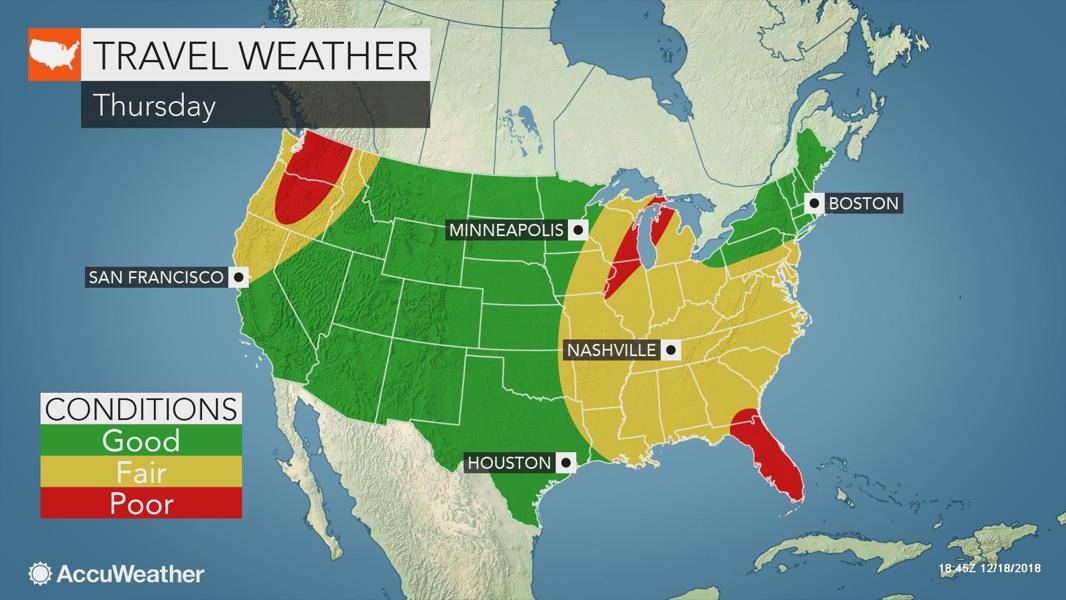 TRAVEL WEATHER
Thursday
MINNEAPOLIS
BOSTON
SAN FRANCISCO
NASHVILLE
HOUSTON
CONDITIONS
Good
Fair
Poor
AccuWeather
18:45Z 12/18/2018